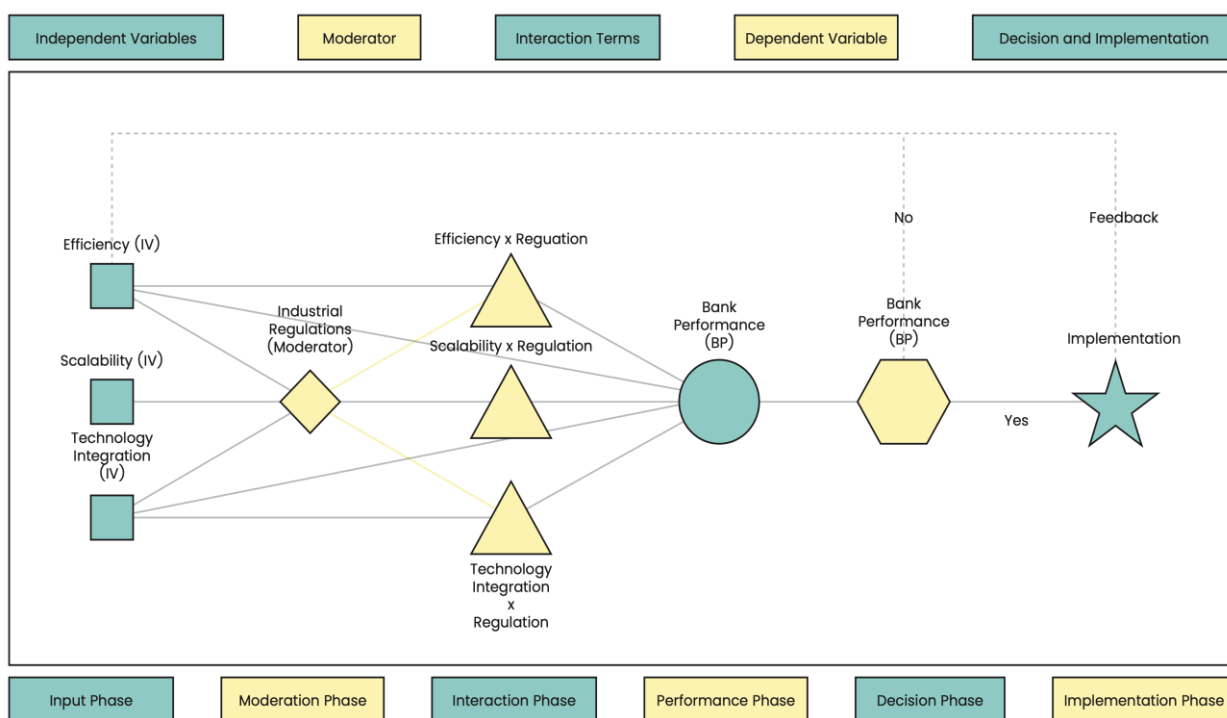 Independent Variables
Moderator
Interaction Terms
Dependent Variable
Decision and Implementation
No
Feedback
Efficiency (IV)
Efficiency x Reguation
Industrial
Regulations
(Moderator)
Bank
Performance
(BP)
Bank
Performance
(BP)
Scalability (IV)
Scalability x Regulation
Implementation
Technology
Integration
(IV)
Yes
Technology
Integration
x
Regulation
Input Phase
Moderation Phase
Interaction Phase
Performance Phase
Decision Phase
Implementation Phase